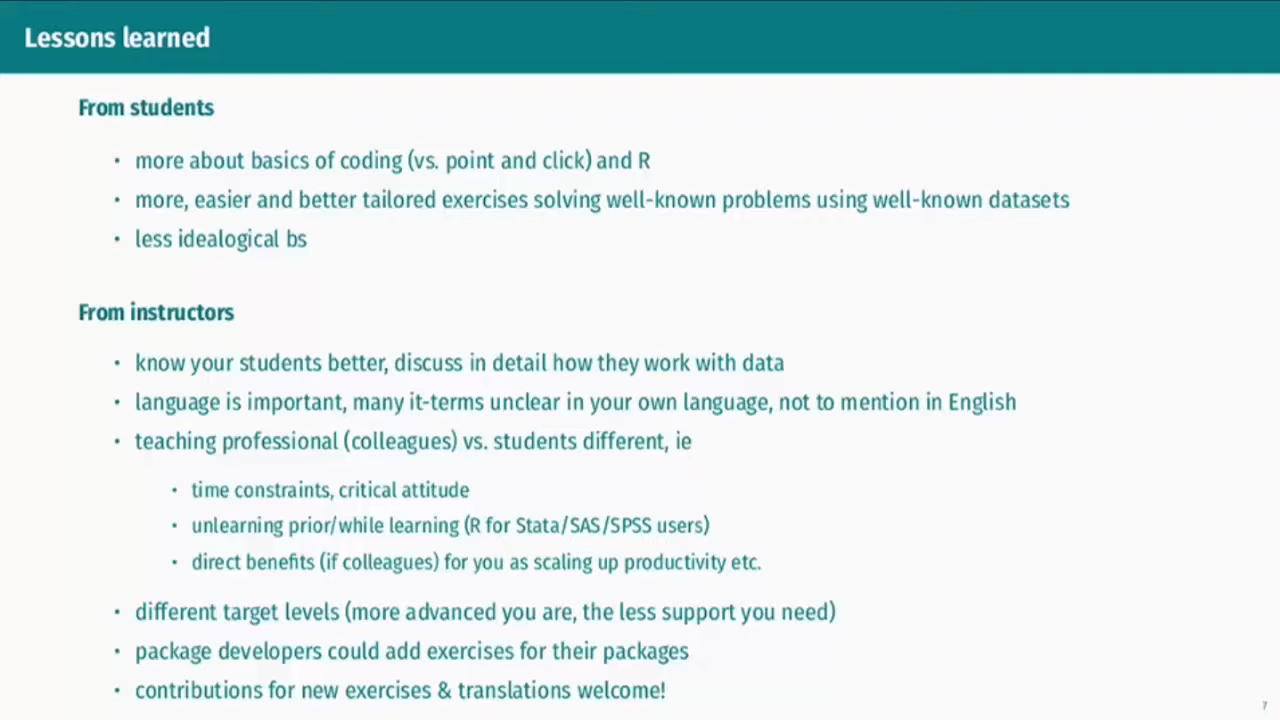 Lessons learned
From students
• more about basics of coding (vs. point and click) and R
• more, easier and better tailored exercises solving well-known problems using well-known datasets
• less idealogical bs
From instructors
• know your students better, discuss in detail how they work with data
• language is important, many it-terms unclear in your own language, not to mention in English
• teaching professional (colleagues) vs. students different, ie
• time constraints, critical attitude
• unlearning prior/while learning (R for Stata/SAS/SPSS users)
• direct benefits (if colleagues) for you as scaling up productivity etc.
• different target levels (more advanced you are, the less support you need)
• package developers could add exercises for their packages
• contributions for new exercises & translations welcome!
7